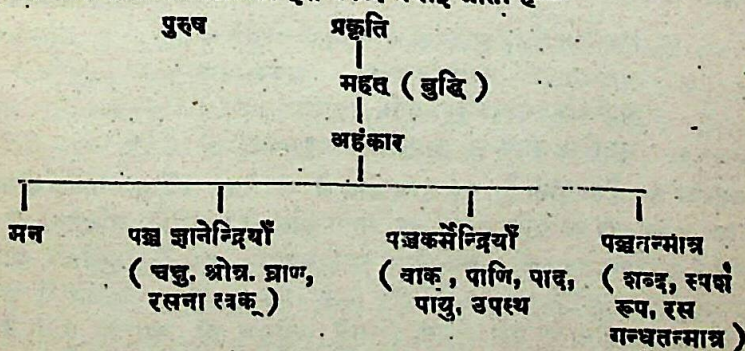 पुरुष प्रकृति
महत् ( बुद्धि )
अहंकार
मन पञ्च ज्ञानेन्द्रियाँ पञ्चकर्मेन्द्रियाँ पञ्चतन्मात्र
( चक्षु, श्रोत्र. घ्राण, ( वाक्, पाणि, पाद, ( शब्द, स्पर्श
रसना त्वक् ) पायु, उपस्थ रूप, रस
गन्धतन्मात्र )